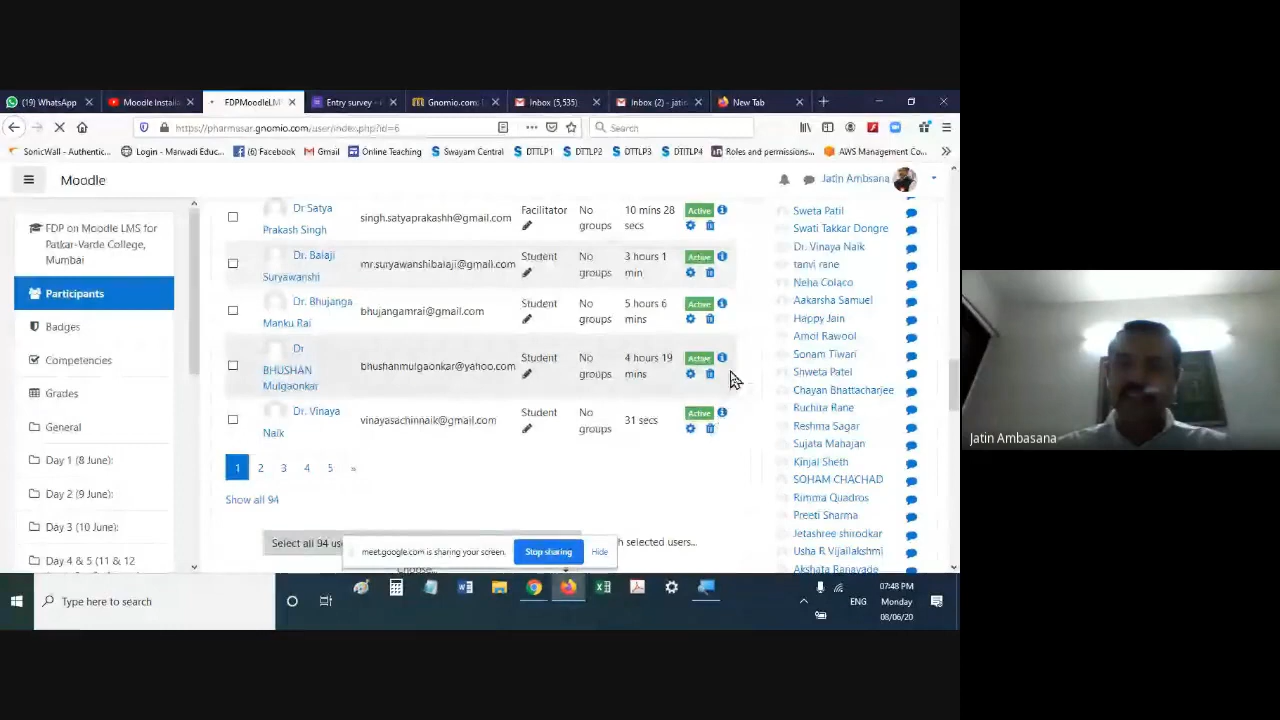 (19) WhatsApp
Moodle Installa
FDPMoodleLM
Entry survey -
Gnomio.com:
Inbox (5,535)
Inbox (2) - jatin
New Tab
https://pharmasar.gnomio.com/user/index.php?id=6
Search
SonicWall - Authentic...
Login - Marwadi Educ...
(6) Facebook
Gmail
Online Teaching
Swayam Central
DTTLP1
DTTLP2
DTTLP3
DTTLP4
Roles and permissions...
AWS Management Co...
Moodle
Jatin Ambsana
FDP on Moodle LMS for
Patkar-Varde College,
Mumbai
Participants
Badges
Competencies
Grades
General
Day 1 (8 June):
Day 2 (9 June):
Day 3 (10 June):
Day 4 & 5 (11 & 12
Dr Satya
Prakash Singh
singh.satyaprakashh@gmail.com
Facilitator
No
groups
10 mins 28
secs
Active
Dr. Balaji
Suryawanshi
mr.suryawanshibalaji@gmail.com
Student
No
groups
3 hours 1
min
Active
Dr. Bhujanga
Manku Rai
bhujangamrai@gmail.com
Student
No
groups
5 hours 6
mins
Active
Dr
BHUSHAN
Mulgaonkar
bhushanmulgaonkar@yahoo.com
Student
No
groups
4 hours 19
mins
Active
Dr. Vinaya
Naik
vinayasachinnaik@gmail.com
Student
No
groups
31 secs
Active
1 2 3 4 5 »
Show all 94
Select all 94 us
h selected users...
Choose...
meet.google.com is sharing your screen.
Stop sharing
Hide
Sweta Patil
Swati Takkar Dongre
Dr. Vinaya Naik
tanvi rane
Neha Colaco
Aakarsha Samuel
Happy Jain
Amol Rawool
Sonam Tiwari
Shweta Patel
Chayan Bhattacharjee
Ruchira Rane
Reshma Sagar
Sujata Mahajan
Kinjal Sheth
SOHAM CHACHAD
Rimma Quadros
Preeti Sharma
Jetashree shirodkar
Usha R Vijailakshmi
Akshata Ranavade
Jatin Ambasana
Type here to search
ENG
07:48 PM
Monday
08/06/20